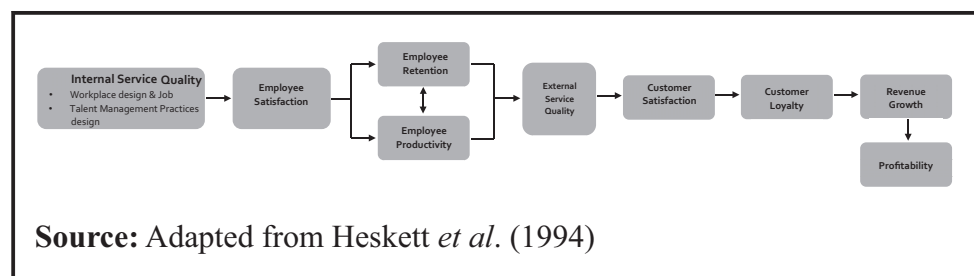 Internal Service Quality
• Workplace design & Job
• Talent Management Practices
design
Employee
Satisfaction
Employee
Retention
Employee
Productivity
External
Service
Quality
Customer
Satisfaction
Customer
Loyalty
Revenue
Growth
Profitability
Source: Adapted from Heskett et al. (1994)